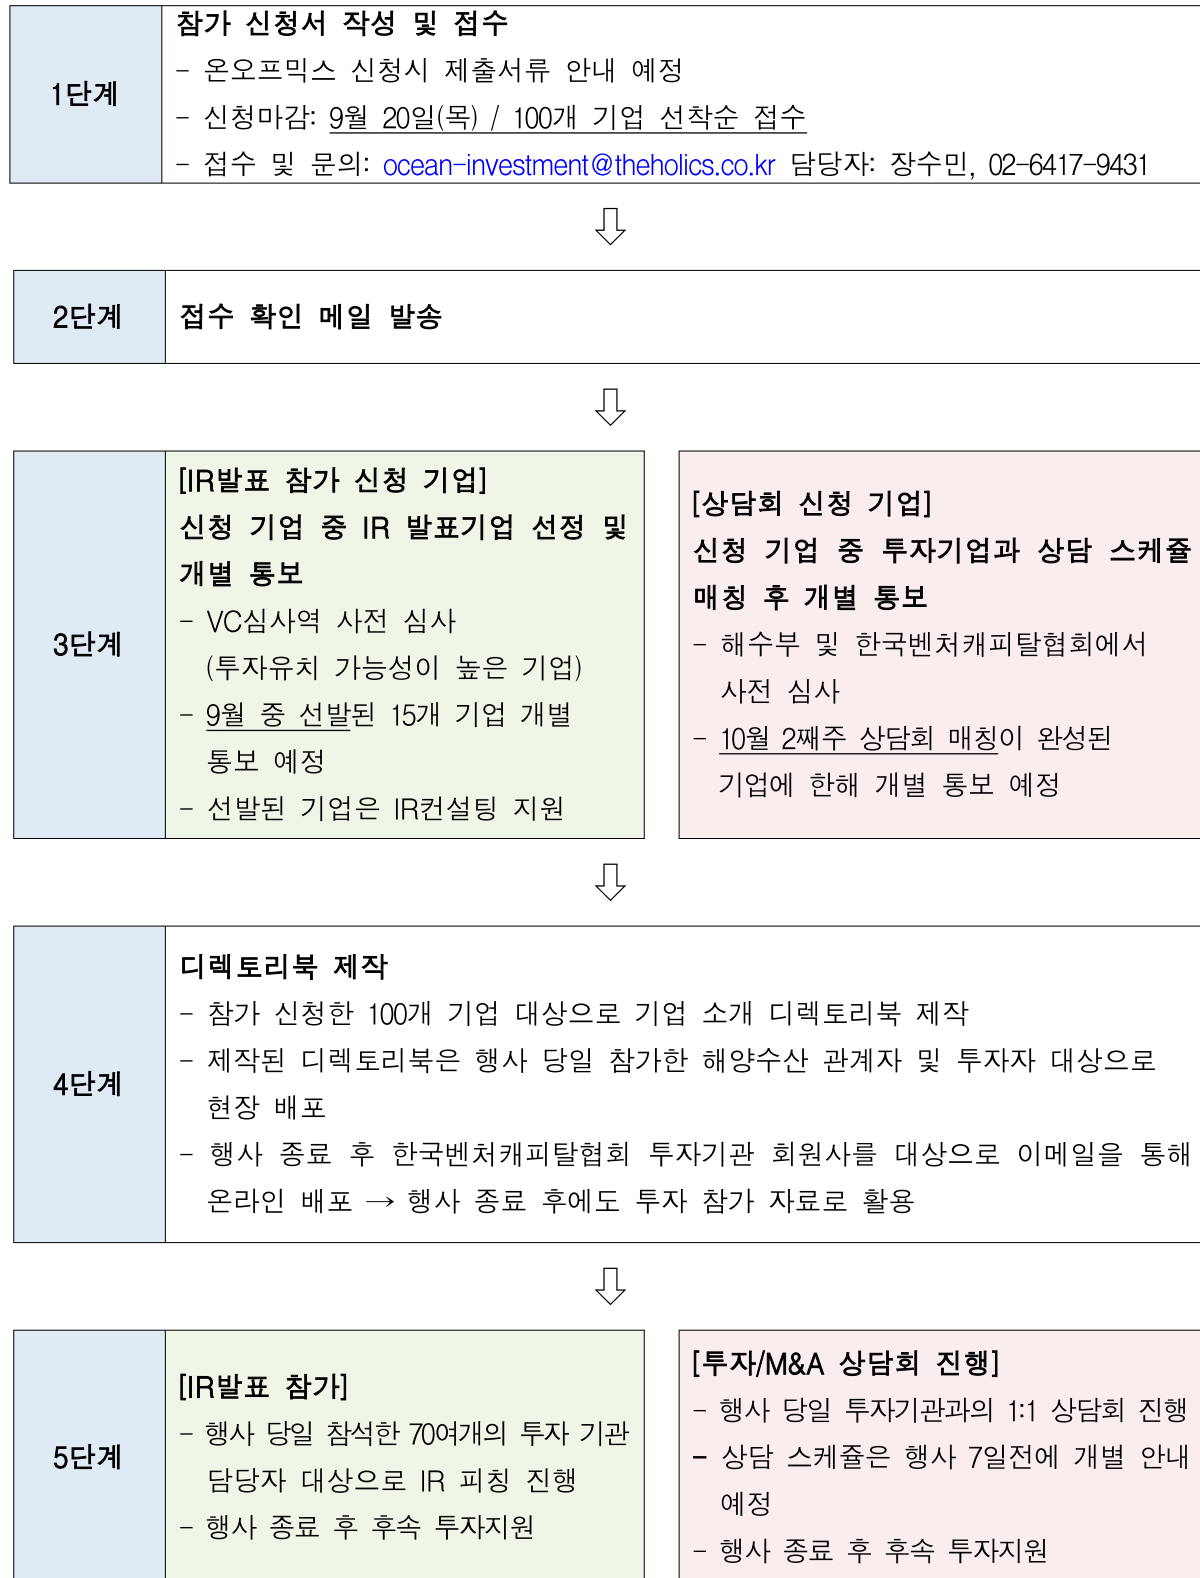 1단계
참가 신청서 작성 및 접수
- 온오프믹스 신청시 제출서류 안내 예정
- 신청마감: 9월 20일(목) / 100개 기업 선착순 접수
- 접수 및 문의: ocean-investment@theholics.co.kr 담당자: 장수민, 02-6417-9431
⇩
2단계
접수 확인 메일 발송
⇩
3단계
[IR발표 참가 신청 기업]
신청 기업 중 IR 발표기업 선정 및
개별 통보
- VC심사역 사전 심사
(투자유치 가능성이 높은 기업)
- 9월 중 선발된 15개 기업 개별
통보 예정
- 선발된 기업은 IR컨설팅 지원
[상담회 신청 기업]
신청 기업 중 투자기업과 상담 스케쥴
매칭 후 개별 통보
- 해수부 및 한국벤처캐피탈협회에서
사전 심사
- 10월 2째주 상담회 매칭이 완성된
기업에 한해 개별 통보 예정
⇩
4단계
디렉토리북 제작
- 참가 신청한 100개 기업 대상으로 기업 소개 디렉토리북 제작
- 제작된 디렉토리북은 행사 당일 참가한 해양수산 관계자 및 투자자 대상으로
현장 배포
- 행사 종료 후 한국벤처캐피탈협회 투자기관 회원사를 대상으로 이메일을 통해
온라인 배포 → 행사 종료 후에도 투자 참가 자료로 활용
⇩
5단계
[IR발표 참가]
- 행사 당일 참석한 70여개의 투자 기관
담당자 대상으로 IR 피칭 진행
- 행사 종료 후 후속 투자지원
[투자/M&A 상담회 진행]
- 행사 당일 투자기관과의 1:1 상담회 진행
- 상담 스케쥴은 행사 7일전에 개별 안내
예정
- 행사 종료 후 후속 투자지원